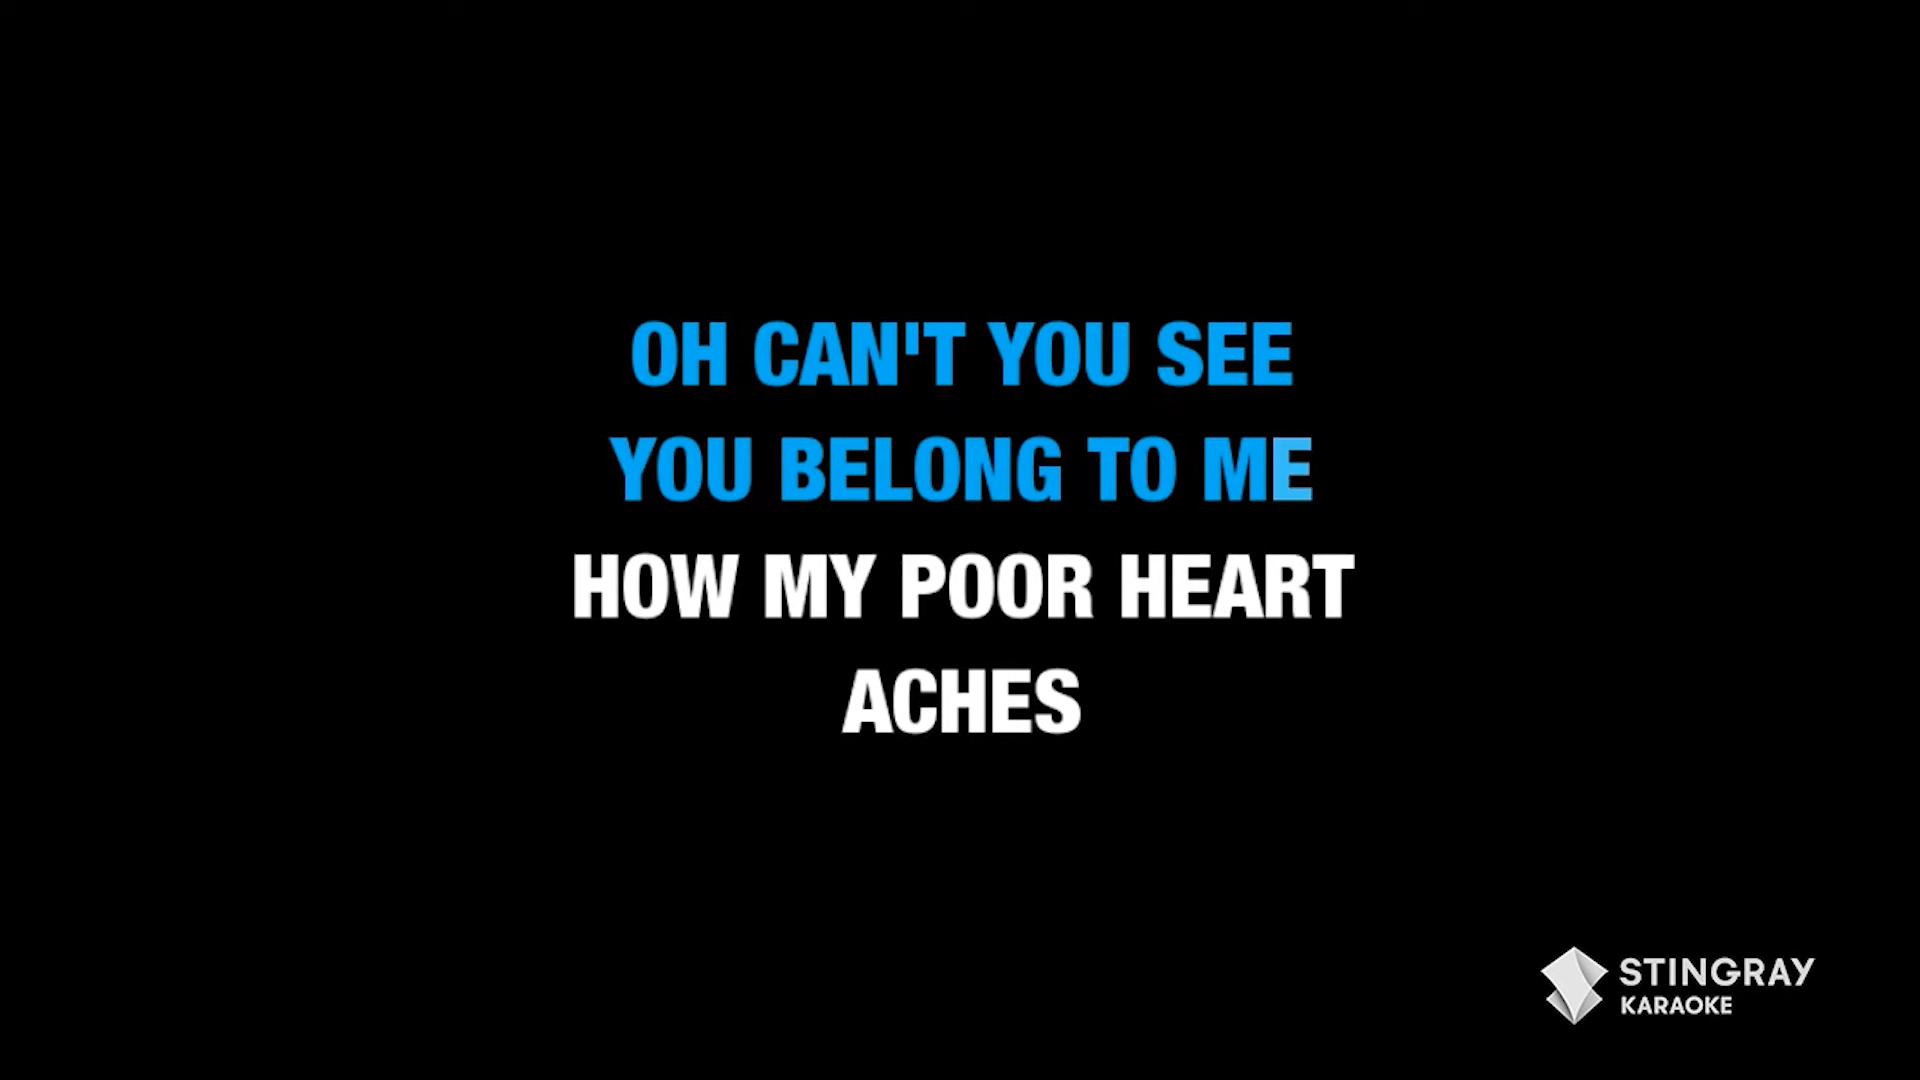 OH CAN'T YOU SEE
YOU BELONG TO ME
HOW MY POOR HEART
ACHES
STINGRAY
KARAOKE